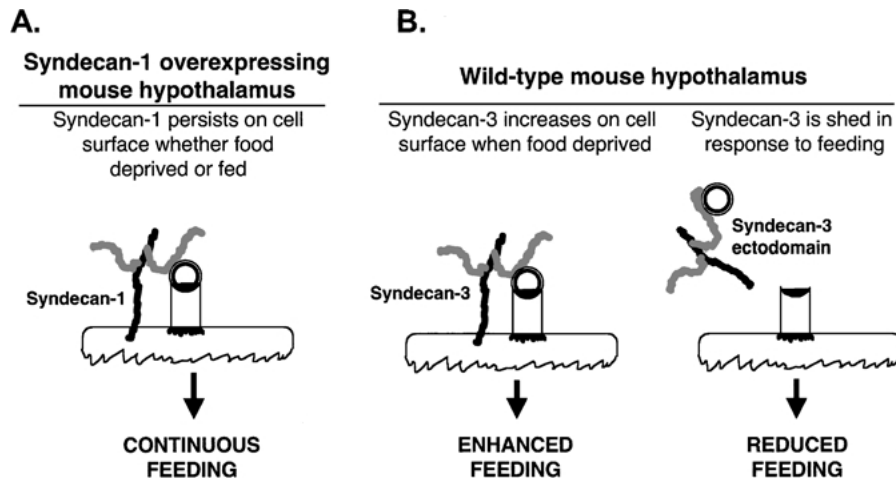 A.
Syndecan-1 overexpressing
mouse hypothalamus
Syndecan-1 persists on cell
surface whether food
deprived or fed
Syndecan-1
CONTINUOUS
FEEDING
B.
Wild-type mouse hypothalamus
Syndecan-3 increases on cell
surface when food deprived
Syndecan-3
ENHANCED
FEEDING
Syndecan-3 is shed in
response to feeding
Syndecan-3
ectodomain
REDUCED
FEEDING